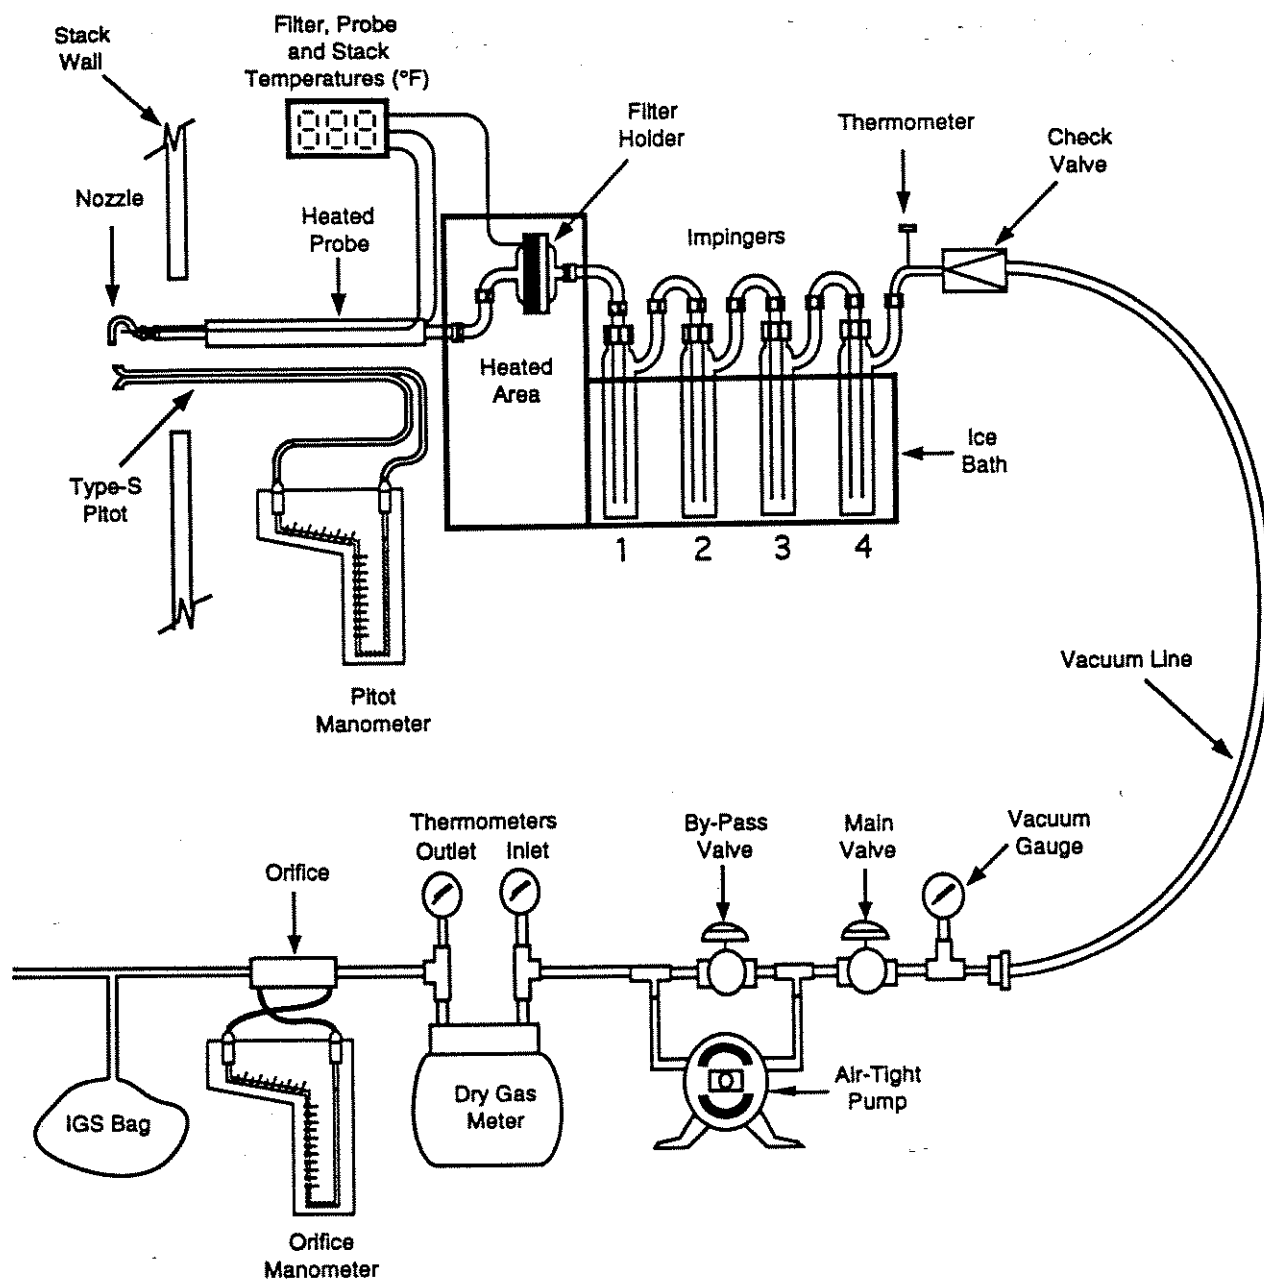 Stack
Wall
Filter, Probe
and Stack
Temperatures (°F)
888
Filter
Holder
Thermometer
Check
Valve
Nozzle
Heated
Probe
Impingers
Heated
Area
Ice
Bath
Type-S
Pitot
1 2 3 4
Pitot
Manometer
Vacuum Line
Thermometers
Outlet Inlet
By-Pass
Valve
Main
Valve
Vacuum
Gauge
Orifice
IGS Bag
Dry Gas
Meter
Air-Tight
Pump
Orifice
Manometer